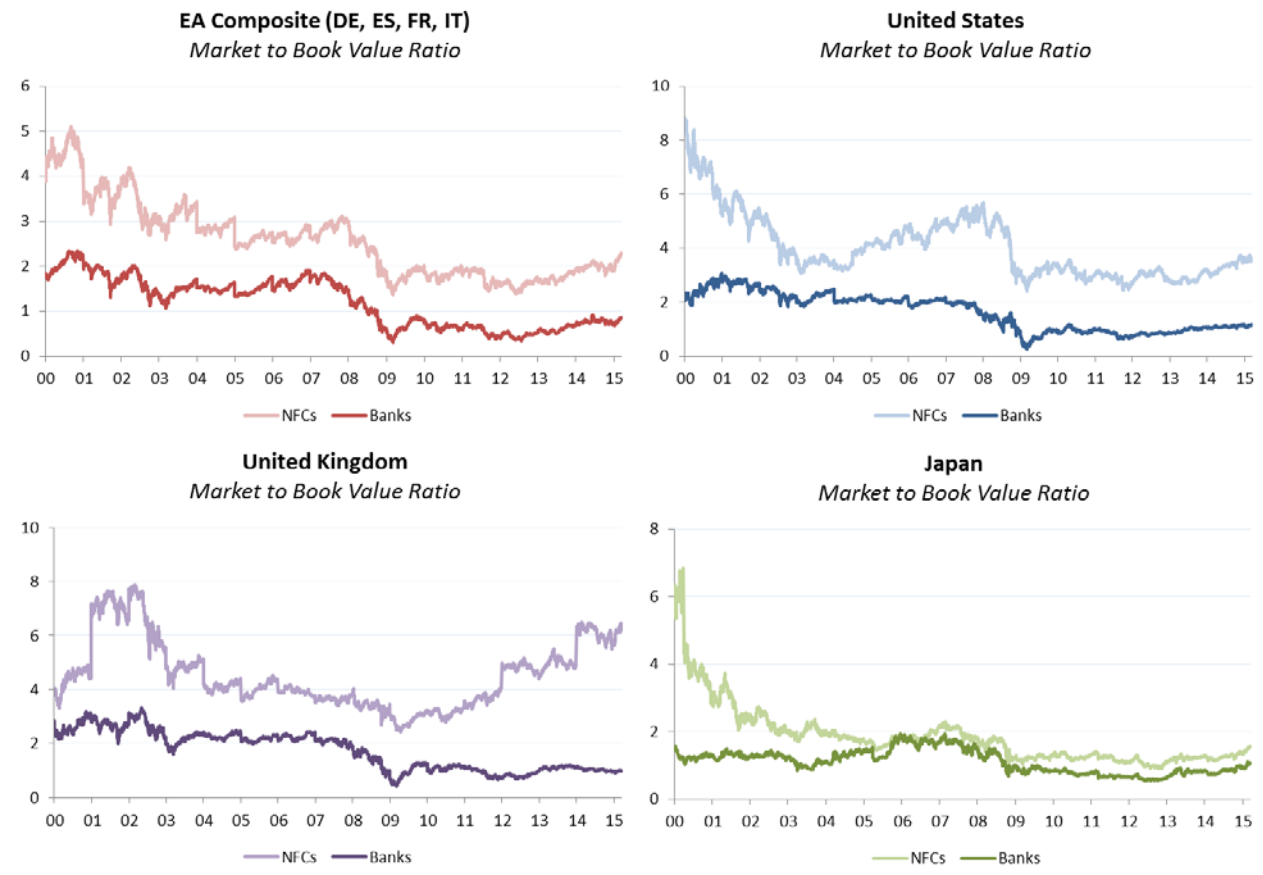 EA Composite (DE, ES, FR, IT)
Market to Book Value Ratio
6
5
4
3
2
1
0
00 01 02 03 04 05 06 07 08 09 10 11 12 13 14 15
NFCs Banks
United States
Market to Book Value Ratio
10
8
6
4
2
0
00 01 02 03 04 05 06 07 08 09 10 11 12 13 14 15
NFCs Banks
United Kingdom
Market to Book Value Ratio
10
8
6
4
2
0
00 01 02 03 04 05 06 07 08 09 10 11 12 13 14 15
NFCs Banks
Japan
Market to Book Value Ratio
8
6
4
2
0
00 01 02 03 04 05 06 07 08 09 10 11 12 13 14 15
NFCs Banks